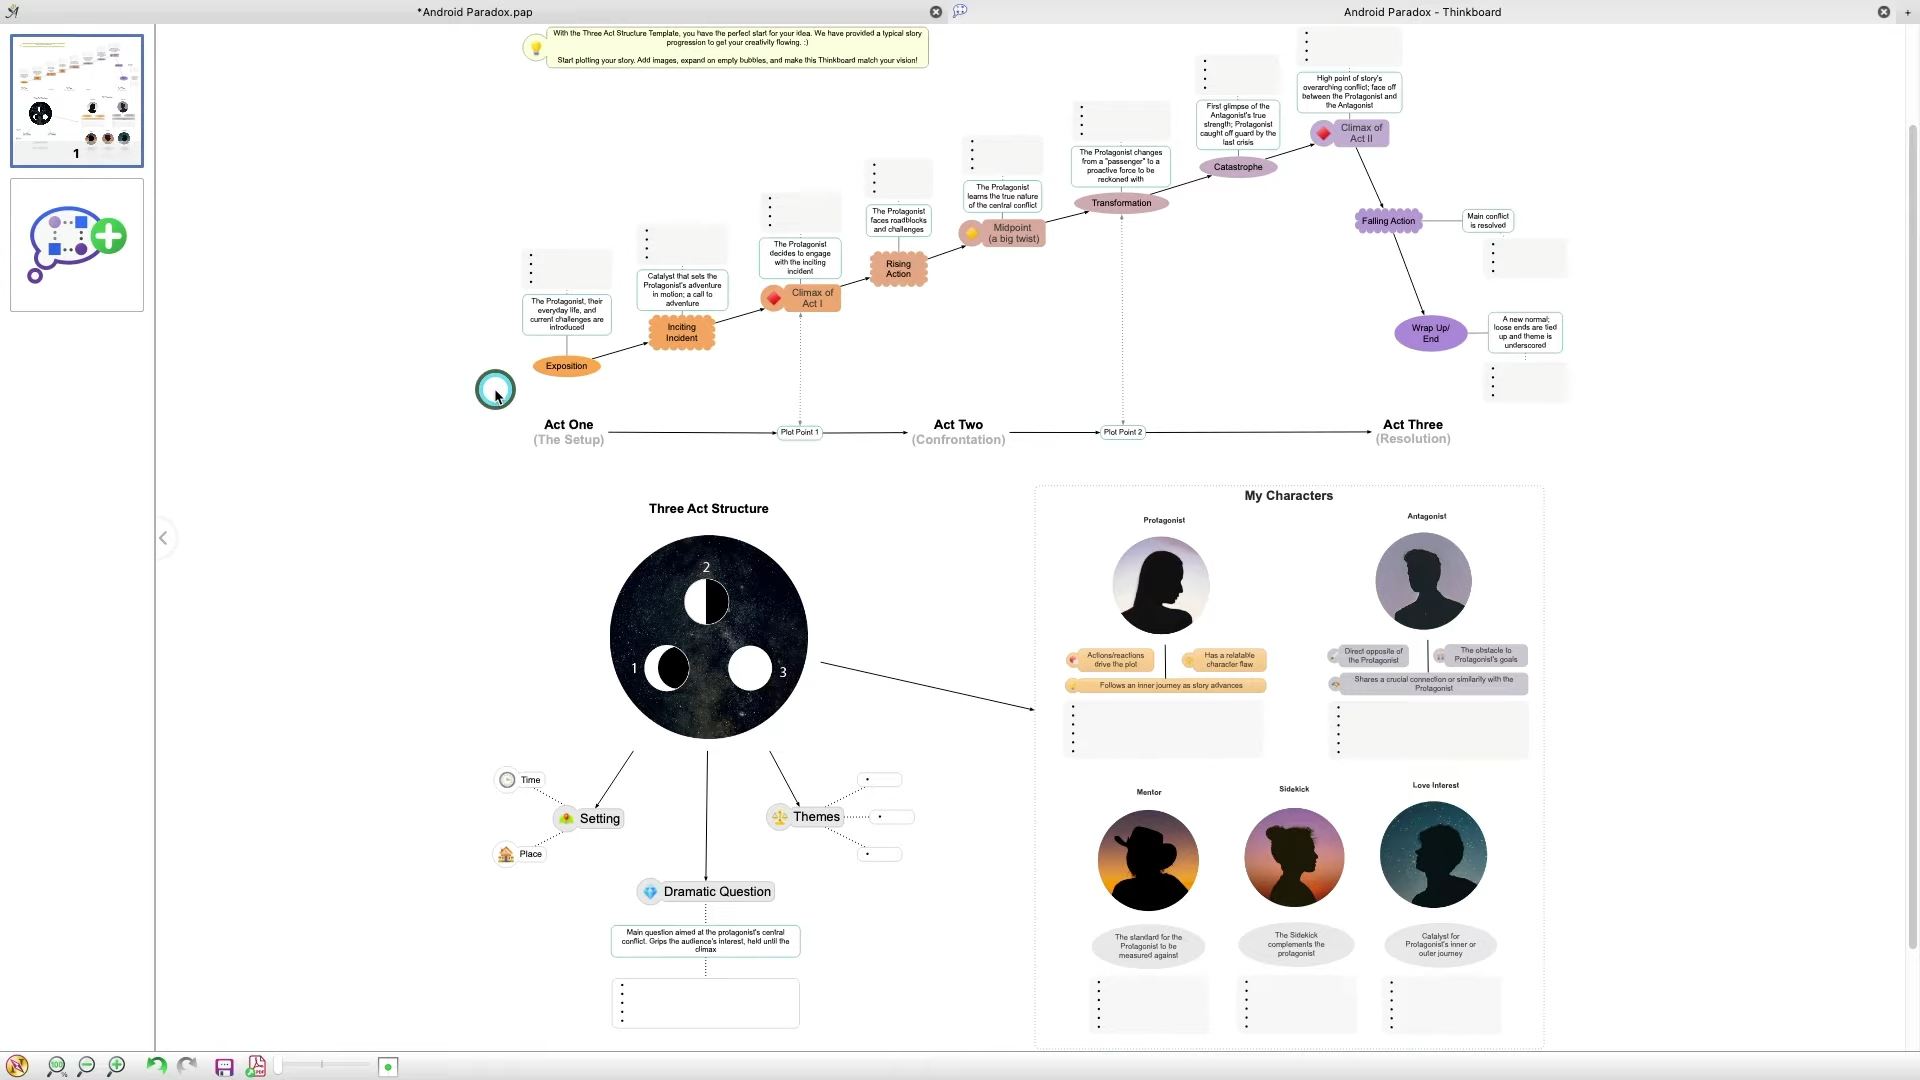 *Android Paradox.pap
Android Paradox - Thinkboard
+
1
With the Three Act Structure Template, you have the perfect start for your idea. We have provided a typical story
progression to get your creativity flowing. :)
Start plotting your story. Add images, expand on empty bubbles, and make this Thinkboard match your vision!
The Protagonist, their
everyday life, and
current challenges are
introduced
Exposition
Catalyst that sets the
Protagonist's adventure
in motion; a call to
adventure
Inciting
Incident
The Protagonist
decides to engage
with the inciting
incident
Climax of
Act I
The Protagonist
faces roadblocks
and challenges
Rising
Action
The Protagonist
learns the true nature
of the central conflict
Midpoint
(a big twist)
The Protagonist changes
from a "passenger" to a
proactive force to be
reckoned with
Transformation
First glimpse of the
Antagonist's true
strength; Protagonist
caught off guard by the
last crisis
Catastrophe
High point of story's
overarching conflict; face off
between the Protagonist and
the Antagonist
Climax of
Act II
Falling Action
Main conflict
is resolved
Wrap Up/
End
A new normal;
loose ends are tied
up and theme is
underscored
Act One
(The Setup)
Plot Point 1
Act Two
(Confrontation)
Plot Point 2
Act Three
(Resolution)
Three Act Structure
2
1
3
Time
Setting
Place
Themes
Dramatic Question
Main question aimed at the protagonist's central
conflict. Grips the audience's interest, held until the
climax
My Characters
Protagonist
Actions/reactions
drive the plot
Has a relatable
character flaw
Follows an inner journey as story advances
Antagonist
Direct opposite of
the Protagonist
The obstacle to
Protagonist's goals
Shares a crucial connection or similarity with the
Protagonist
Mentor
The standard for the
Protagonist to be
measured against
Sidekick
The Sidekick
complements the
protagonist
Love Interest
Catalyst for
Protagonist's inner or
outer journey
100